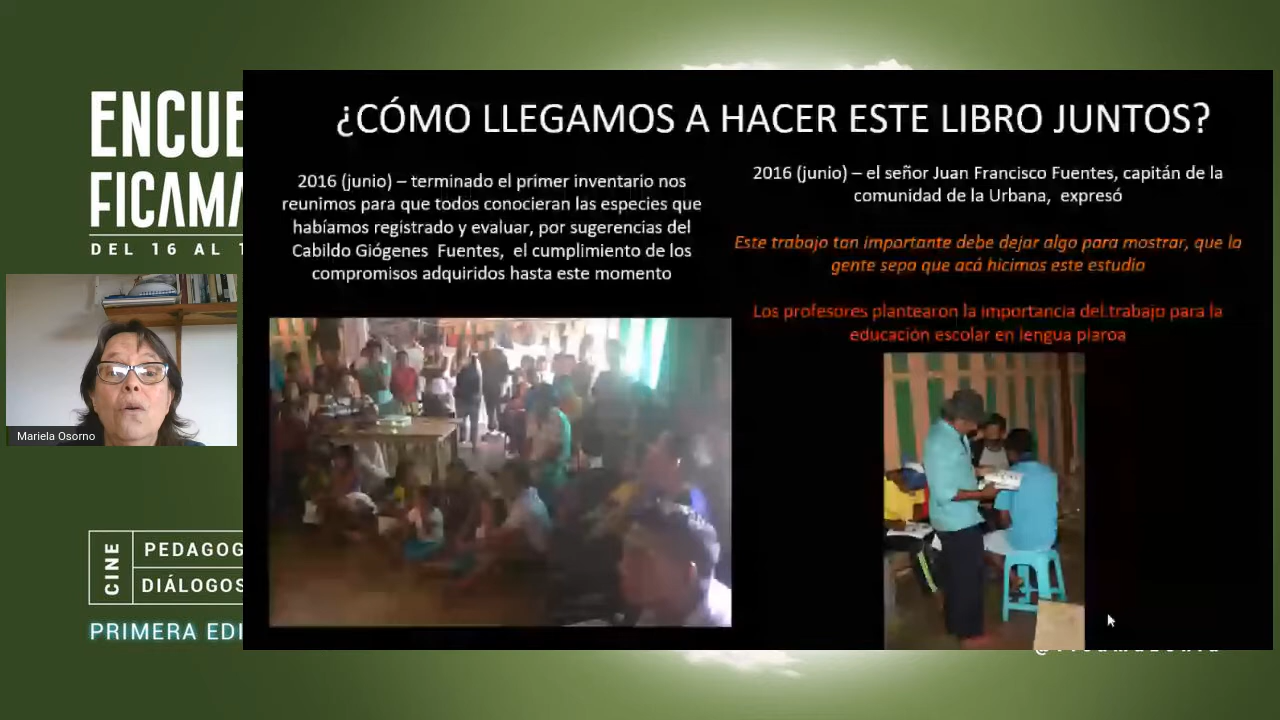 ENCUE
FICAMA
DEL 16 AL 1
Mariela Osorno
CINE
PEDAGOG
DIÁLOGOS
PRIMERA EDI
¿CÓMO LLEGAMOS A HACER ESTE LIBRO JUNTOS?
2016 (junio) – terminado el primer inventario nos
reunimos para que todos conocieran las especies que
habíamos registrado y evaluar, por sugerencias del
Cabildo Giógenes Fuentes, el cumplimiento de los
compromisos adquiridos hasta este momento
2016 (junio) – el señor Juan Francisco Fuentes, capitán de la
comunidad de la Urbana, expresó
Este trabajo tan importante debe dejar algo para mostrar, que la
gente sepa que acá hicimos este estudio
Los profesores plantearon la importancia del trabajo para la
educación escolar en lengua piaroa